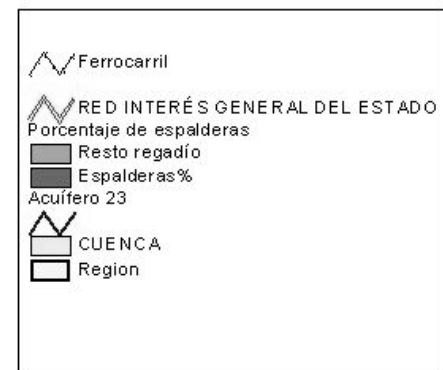 Ferrocarril
RED INTERÉS GENERAL DEL ESTADO
Porcentaje de espalderas
Resto regadío
Espalderas%
Acuífero 23
CUENCA
Region